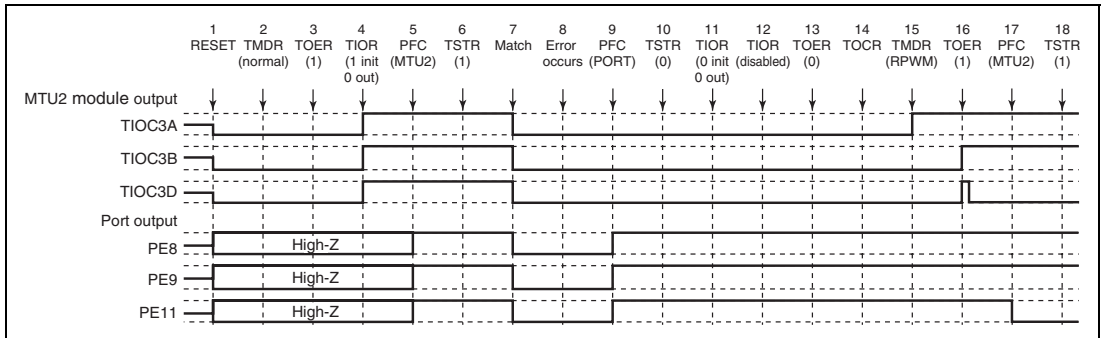 1 2 3 4 5 6 7 8 9 10 11 12 13 14 15 16 17 18
RESET TMDR TOER TIOR PFC TSTR Match Error PFC TSTR TIOR TIOR TOER TOCR TMDR TOER PFC TSTR
(normal) (1) (1 init (MTU2) (1) occurs (PORT) (0) (0 init (disabled) (0) (RPWM) (1) (MTU2) (1)
0 out) 0 out)
MTU2 module output
TIOC3A
TIOC3B
TIOC3D
Port output
PE8 High-Z
PE9 High-Z
PE11 High-Z